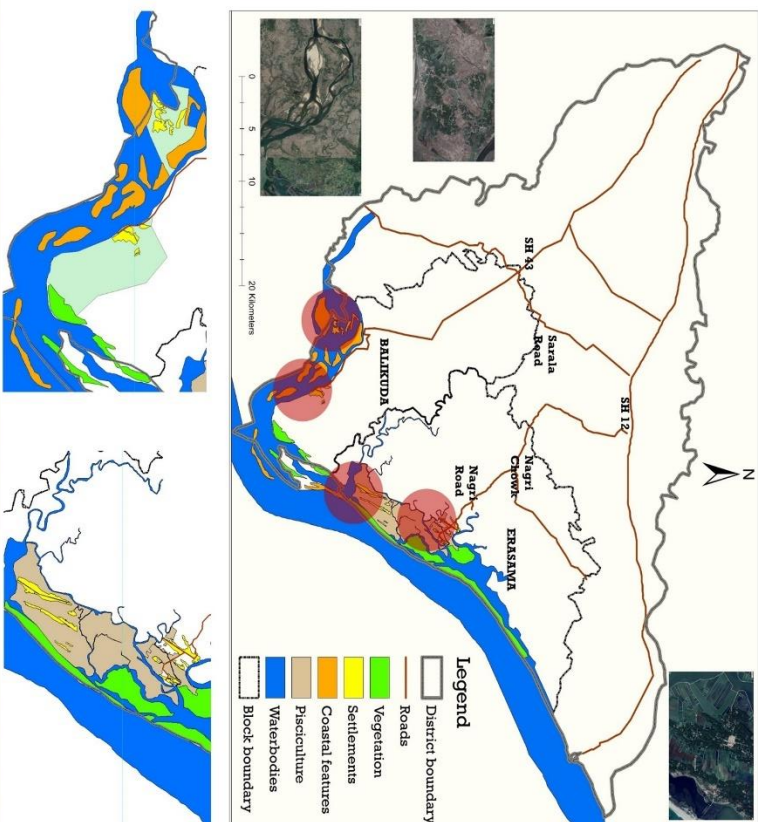 N
SH 12
SH 43
Sarala
Road
Nagri
Chowk
Nagri
Road
ERASAMA
BALIKUDA
0
5
10
20 Kilometers
Legend
District boundary
Roads
Vegetation
Settlements
Coastal features
Pisciculture
Waterbodies
Block boundary